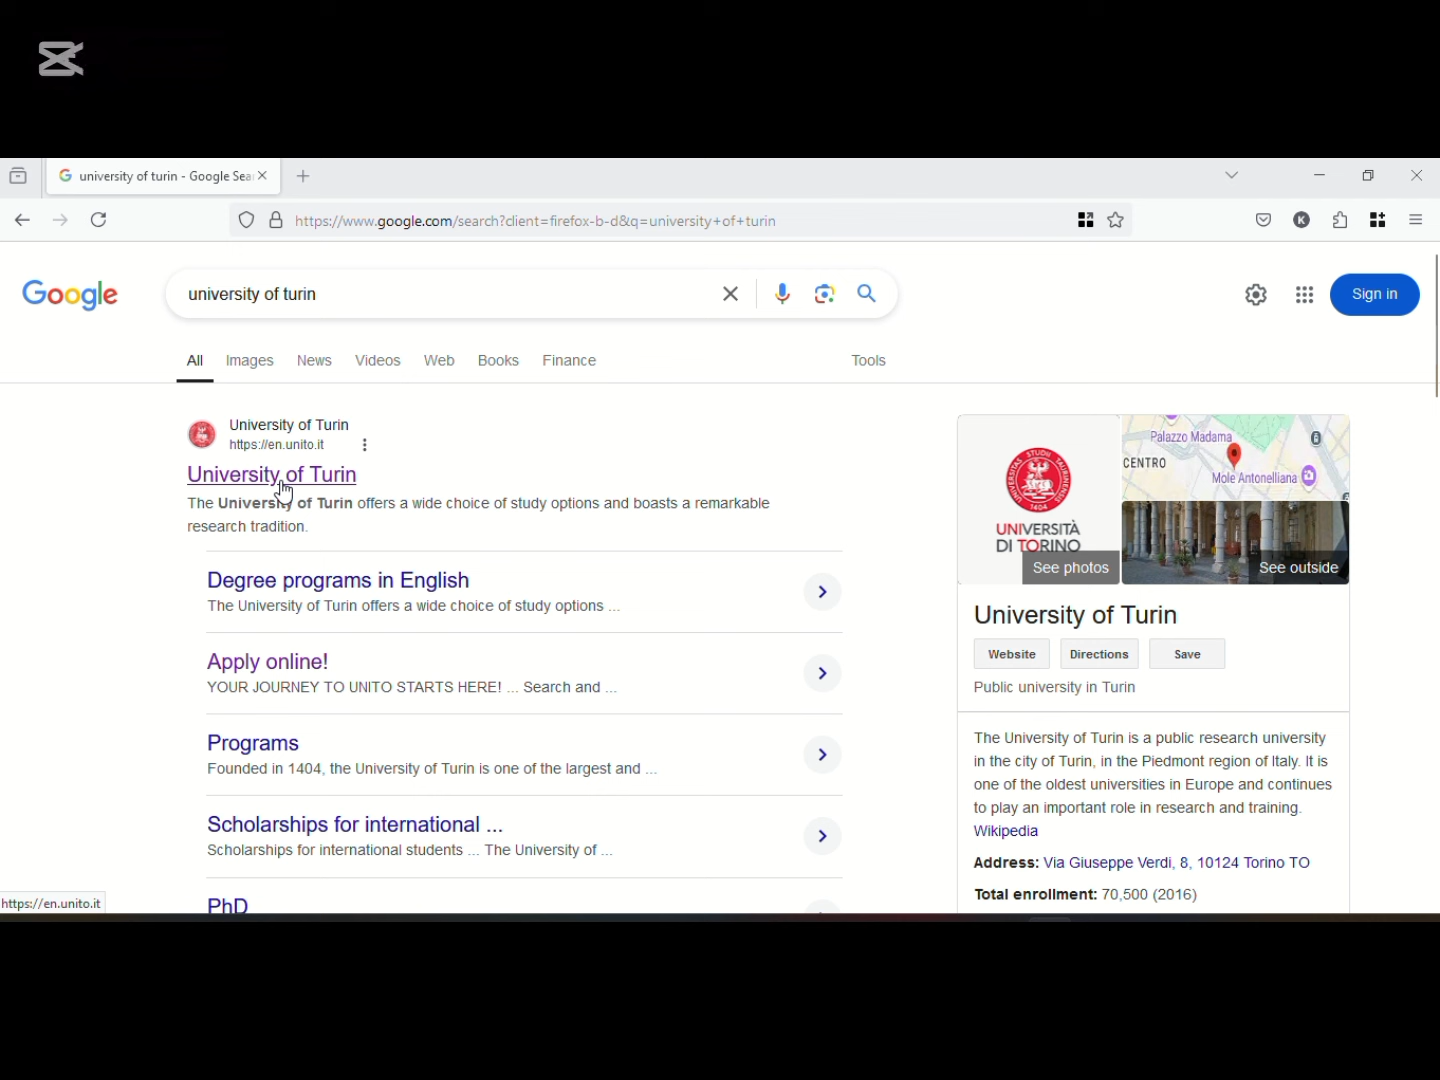 university of turin - Google Sea
https://www.google.com/search?client=firefox-b-d&q=university+of+turin
Google
university of turin
Sign in
All Images News Videos Web Books Finance Tools
University of Turin
https://en.unito.it
University of Turin
The University of Turin offers a wide choice of study options and boasts a remarkable
research tradition.
Degree programs in English
The University of Turin offers a wide choice of study options ...
Apply online!
YOUR JOURNEY TO UNITO STARTS HERE! ... Search and ...
Programs
Founded in 1404, the University of Turin is one of the largest and ...
Scholarships for international ...
Scholarships for international students ... The University of ...
PhD
https://en.unito.it
UNIVERSITÀ
DI TORINO
See photos
Palazzo Madama
CENTRO
Mole Antonelliana
See outside
University of Turin
Website Directions Save
Public university in Turin
The University of Turin is a public research university
in the city of Turin, in the Piedmont region of Italy. It is
one of the oldest universities in Europe and continues
to play an important role in research and training.
Wikipedia
Address: Via Giuseppe Verdi, 8, 10124 Torino TO
Total enrollment: 70,500 (2016)